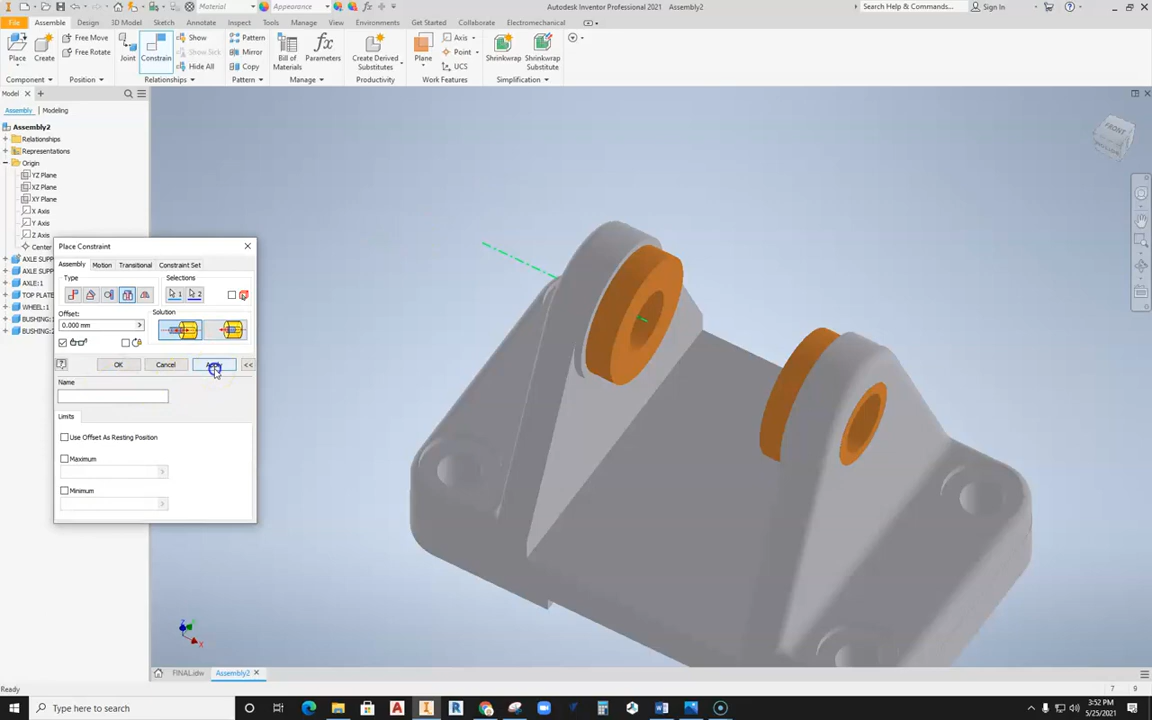 Material
Appearance
Autodesk Inventor Professional 2021 Assembly2
Search Help & Commands...
Sign In
File
Assemble
Design
3D Model
Sketch
Annotate
Inspect
Tools
Manage
View
Environments
Get Started
Collaborate
Electromechanical
Place
Create
Free Move
Free Rotate
Joint
Constrain
Show
Show Sick
Hide All
Pattern
Mirror
Copy
Bill of Materials
Parameters
Create Derived Substitutes
Plane
Axis
Point
UCS
Shrinkwrap
Shrinkwrap Substitute
Component
Position
Relationships
Pattern
Manage
Productivity
Work Features
Simplification
Model
Assembly
Modeling
Assembly2
Relationships
Representations
Origin
YZ Plane
XZ Plane
XY Plane
X Axis
Y Axis
Z Axis
Center
AXLE SUPP
AXLE SUPP
AXLE:1
TOP PLATE
WHEEL:1
BUSHING:
BUSHING:
Place Constraint
Assembly
Motion
Transitional
Constraint Set
Type
Selections
1
2
Offset:
0.000 mm
Solution
OK
Cancel
<<
Name
Limits
Use Offset As Resting Position
Maximum
Minimum
FRONT
Z
X
FINAL.idw
Assembly2
Ready
7
9
Type here to search
3:52 PM
5/25/2021